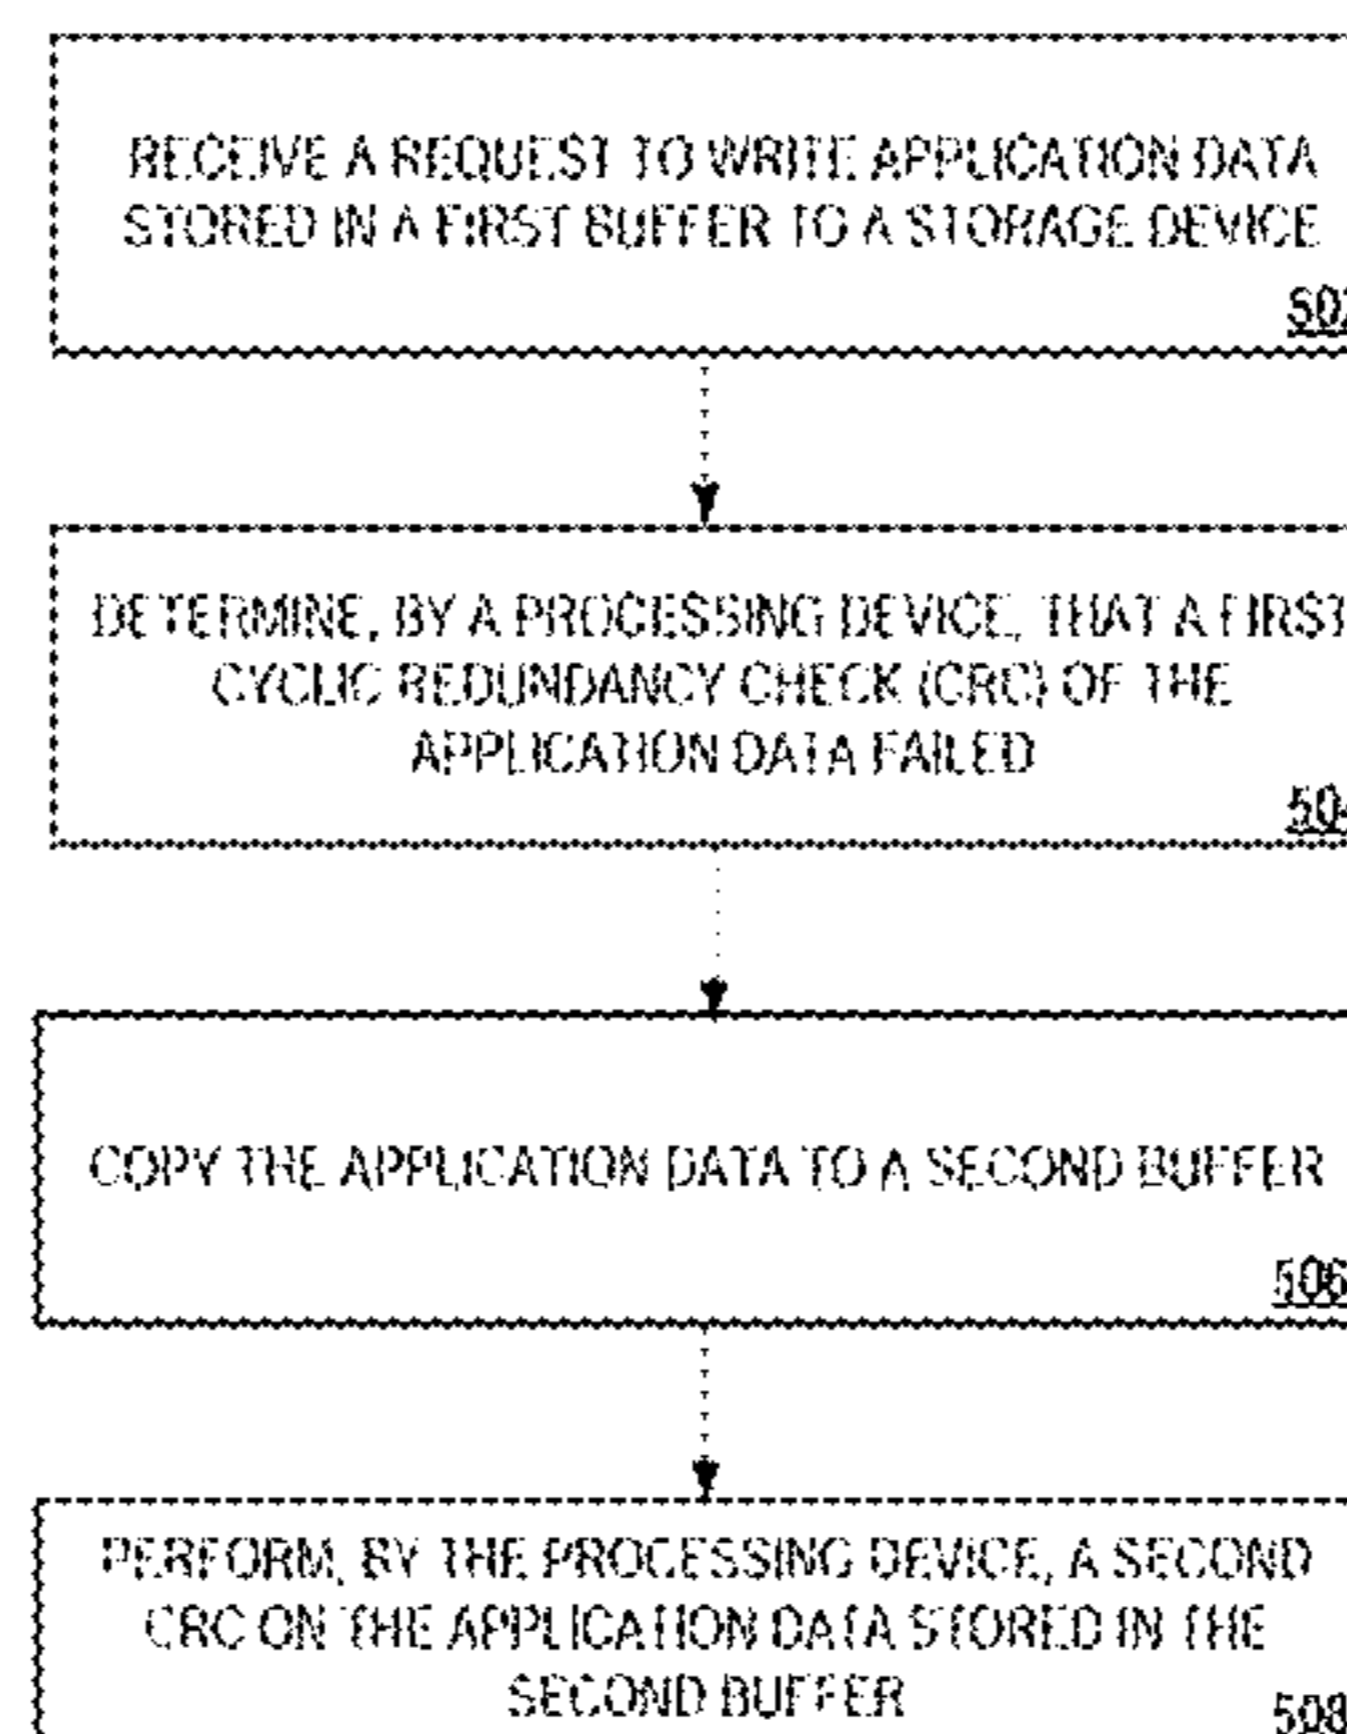 RECEIVE A REQUEST TO WRITE APPLICATION DATA
STORED IN A FIRST BUFFER TO A STORAGE DEVICE
502
DETERMINE, BY A PROCESSING DEVICE, THAT A FIRST
CYCLIC REDUNDANCY CHECK (CRC) OF THE
APPLICATION DATA FAILED
504
COPY THE APPLICATION DATA TO A SECOND BUFFER
506
PERFORM, BY THE PROCESSING DEVICE, A SECOND
CRC ON THE APPLICATION DATA STORED IN THE
SECOND BUFFER
508